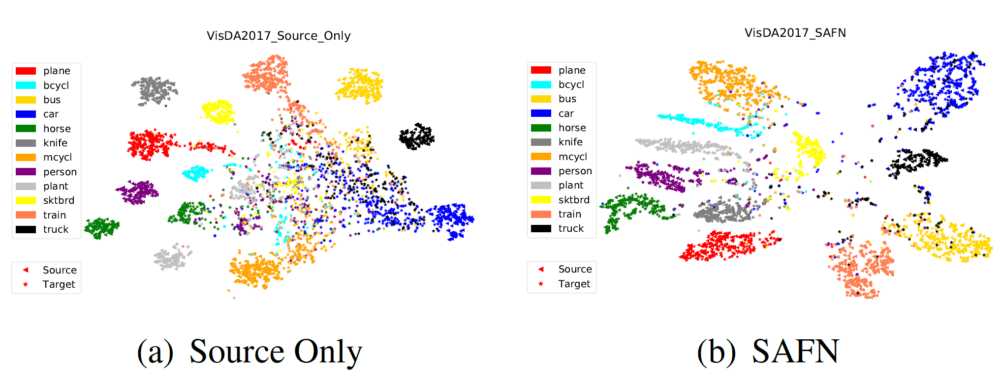 VisDA2017_Source_Only
plane
bcycl
bus
car
horse
knife
mcycl
person
plant
sktbrd
train
truck
Source
Target
(a) Source Only
VisDA2017_SAFN
plane
bcycl
bus
car
horse
knife
mcycl
person
plant
sktbrd
train
truck
Source
Target
(b) SAFN